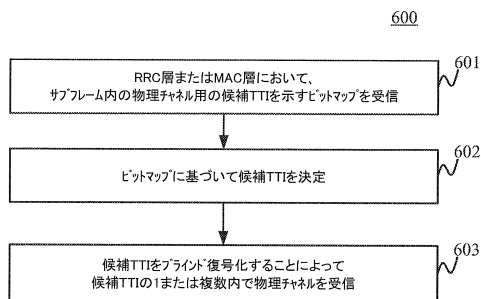 600
601
RRC層またはMAC層において、
ｻﾌﾞﾌﾚｰﾑ内の物理ﾁｬﾈﾙ用の候補TTIを示すﾋﾞｯﾄﾏｯﾌﾟを受信
602
ﾋﾞｯﾄﾏｯﾌﾟに基づいて候補TTIを決定
603
候補TTIをﾌﾞﾗｲﾝﾄﾞ復号化することによって
候補TTIの1または複数内で物理ﾁｬﾈﾙを受信